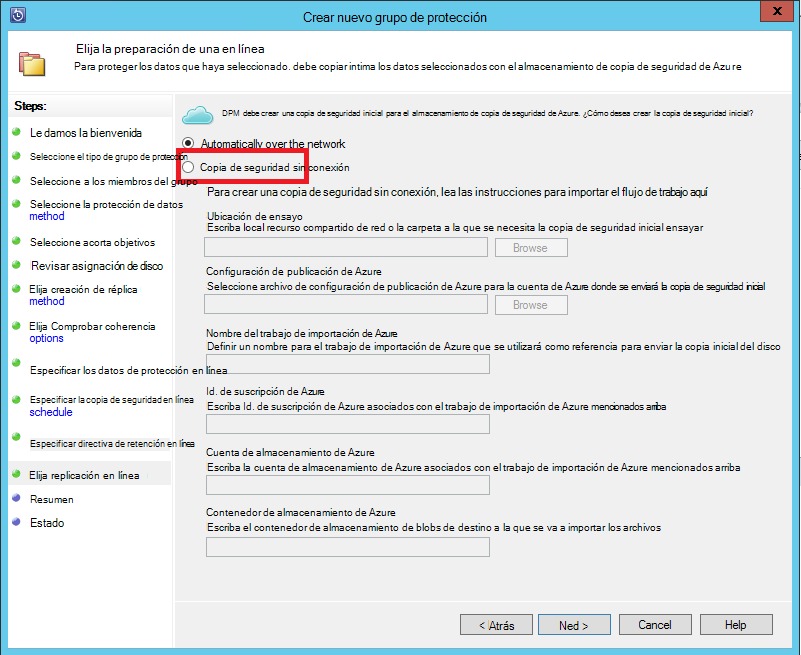 Crear nuevo grupo de protección
x
Elija la preparación de una en línea
Para proteger los datos que haya seleccionado. debe copiar intima los datos seleccionados con el almacenamiento de copia de seguridad de Azure
Steps:
Le damos la bienvenida
Seleccione el tipo de grupo de protección
Seleccione a los miembros del grupo
Seleccione la protección de datos
method
Seleccione acorta objetivos
Revisar asignación de disco
Elija creación de réplica
method
Elija Comprobar coherencia
options
Especificar los datos de protección en línea
Especificar la copia de seguridad en línea
schedule
Especificar directiva de retención en línea
Elija replicación en línea
Resumen
Estado
DPM debe crear una copia de seguridad inicial para el almacenamiento de copia de seguridad de Azure. ¿Cómo desea crear la copia de seguridad inicial?
Automatically over the network
Copia de seguridad sin conexión
Para crear una copia de seguridad sin conexión, lea las instrucciones para importar el flujo de trabajo aquí
Ubicación de ensayo
Escriba local recurso compartido de red o la carpeta a la que se necesita la copia de seguridad inicial ensayar
Browse
Configuración de publicación de Azure
Seleccione archivo de configuración de publicación de Azure para la cuenta de Azure donde se enviará la copia de seguridad inicial
Browse
Nombre del trabajo de importación de Azure
Definir un nombre para el trabajo de importación de Azure que se utilizará como referencia para enviar la copia inicial del disco
Id. de suscripción de Azure
Escriba Id. de suscripción de Azure asociados con el trabajo de importación de Azure mencionados arriba
Cuenta de almacenamiento de Azure
Escriba la cuenta de almacenamiento de Azure asociados con el trabajo de importación de Azure mencionados arriba
Contenedor de almacenamiento de Azure
Escriba el contenedor de almacenamiento de blobs de destino a la que se va a importar los archivos
< Atrás
Ned >
Cancel
Help